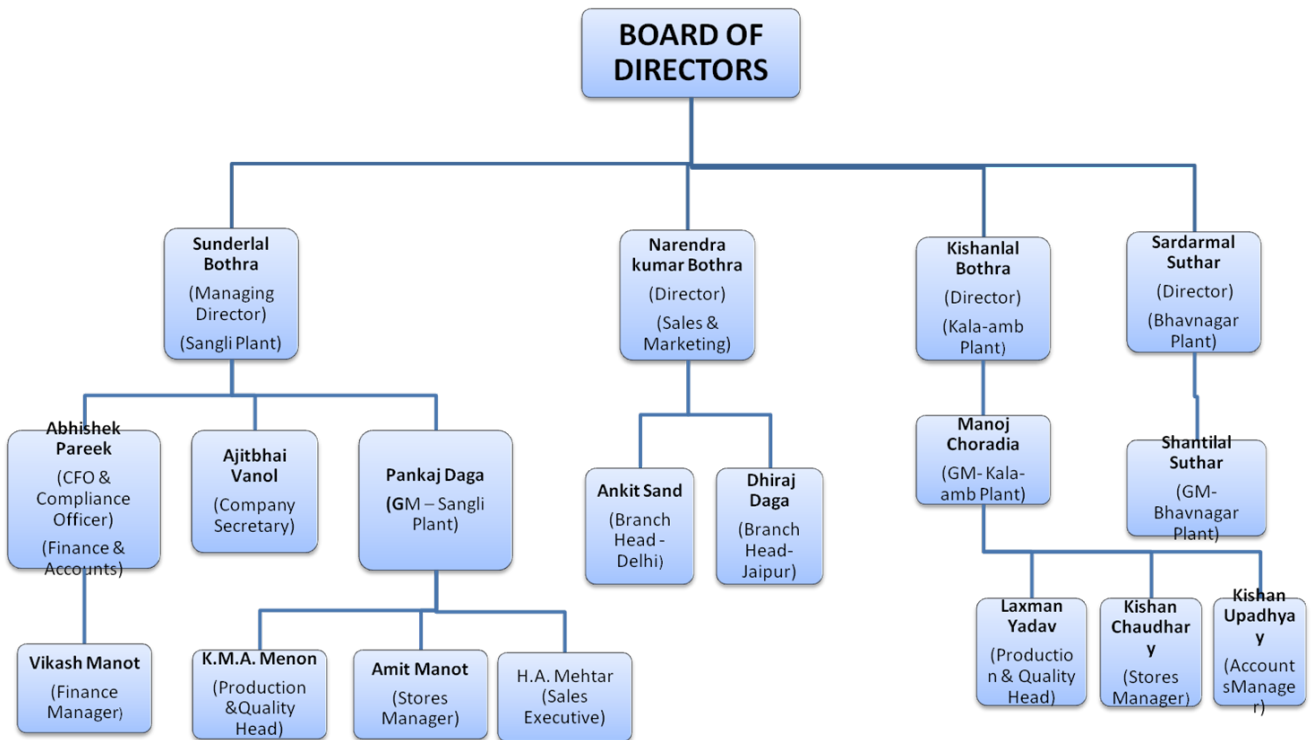 BOARD OF
DIRECTORS
Sunderlal
Bothra
(Managing
Director)
(Sangli Plant)
Narendra
kumar Bothra
(Director)
(Sales &
Marketing)
Kishanlal
Bothra
(Director)
(Kala-amb
Plant)
Sardarmal
Suthar
(Director)
(Bhavnagar
Plant)
Abhishek
Pareek
(CFO &
Compliance
Officer)
(Finance &
Accounts)
Ajitbhai
Vanol
(Company
Secretary)
Pankaj Daga
(GM – Sangli
Plant)
Ankit Sand
(Branch
Head -
Delhi)
Dhiraj
Daga
(Branch
Head-
Jaipur)
Manoj
Choradia
(GM- Kala-
amb Plant)
Shantilal
Suthar
(GM-
Bhavnagar
Plant)
Vikash Manot
(Finance
Manager)
K.M.A. Menon
(Production
&Quality
Head)
Amit Manot
(Stores
Manager)
H.A. Mehtar
(Sales
Executive)
Laxman
Yadav
(Productio
n & Quality
Head)
Kishan
Chaudhar
y
(Stores
Manager)
Kishan
Upadhya
y
(Account
sManage
r)